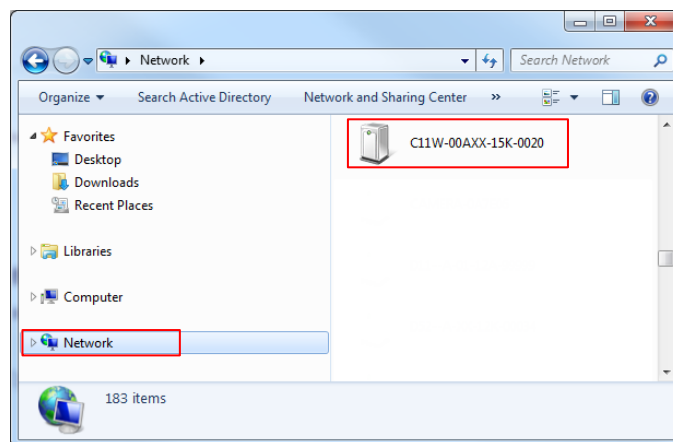 Network
Search Network
Organize
Search Active Directory
Network and Sharing Center
»
Favorites
Desktop
Downloads
Recent Places
Libraries
Computer
Network
C11W-00AXX-15K-0020
183 items